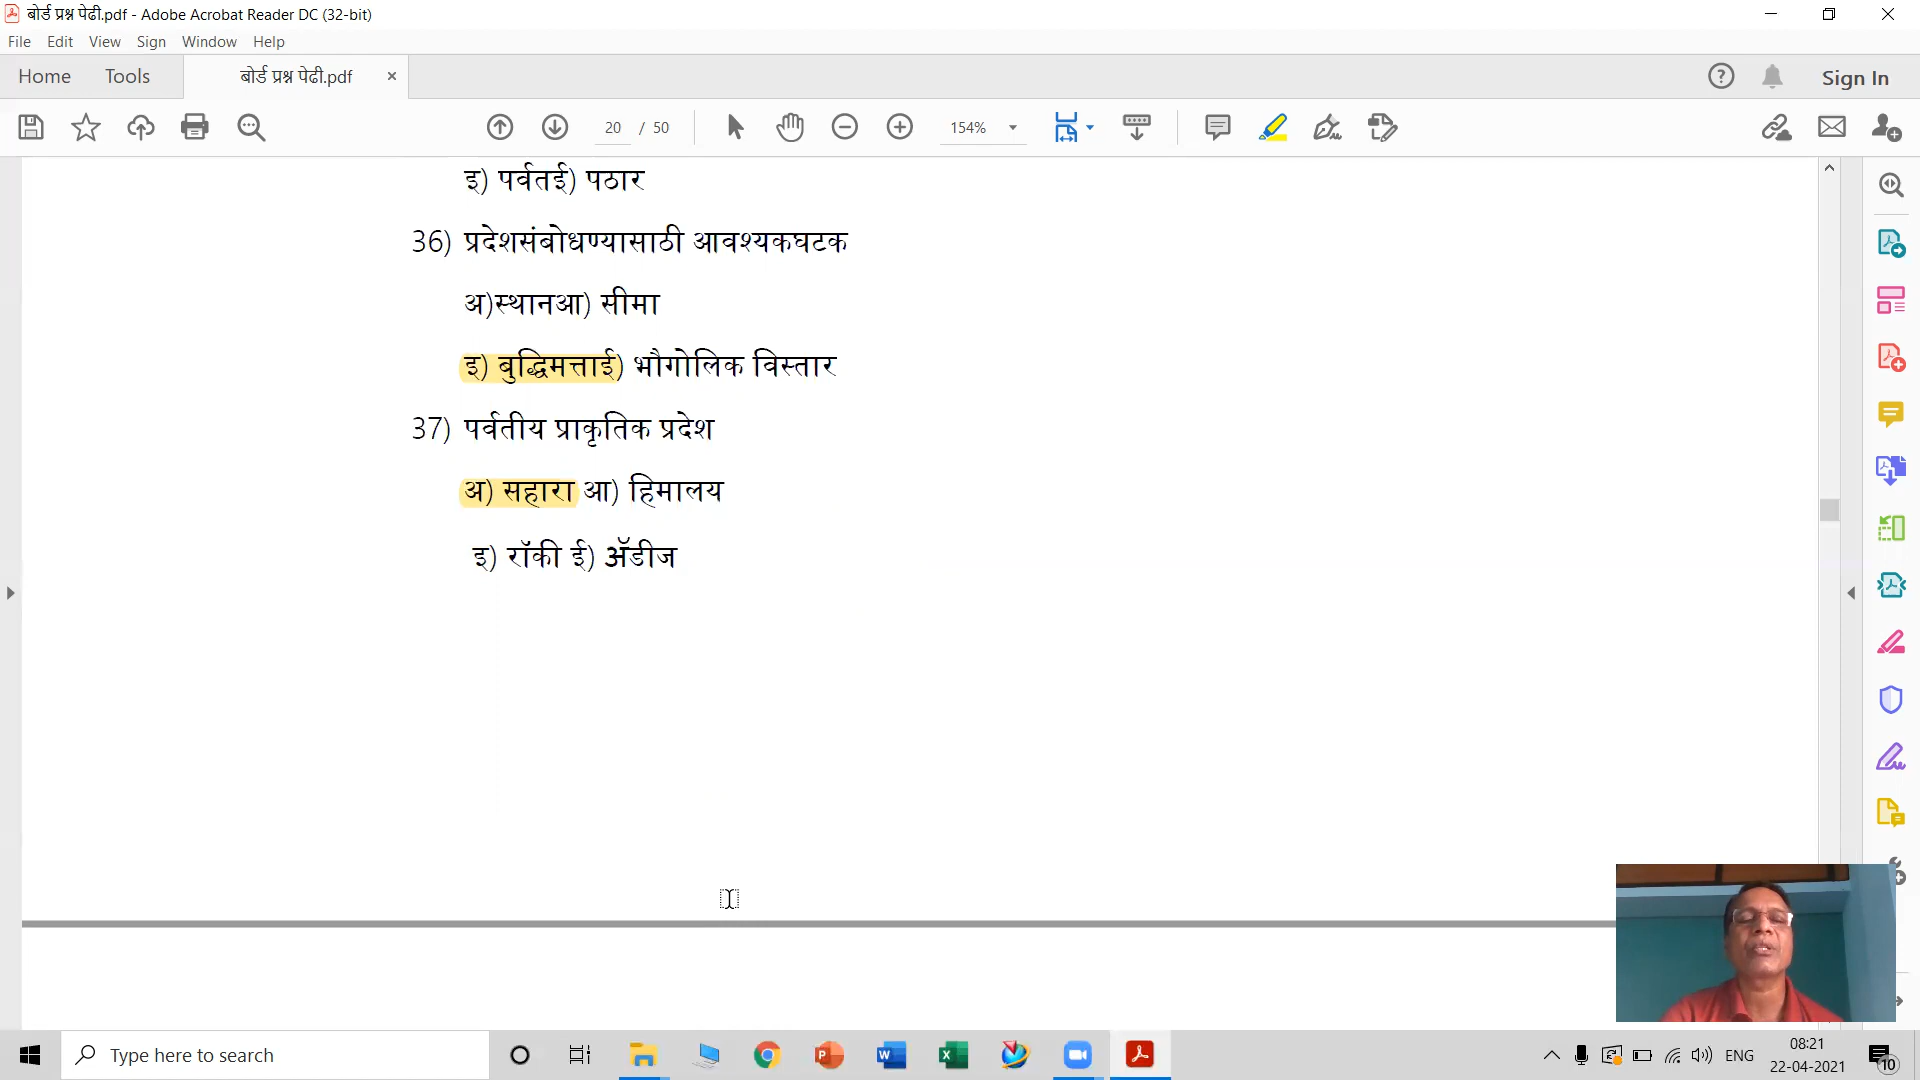 बोर्ड प्रश्न पेढी.pdf - Adobe Acrobat Reader DC (32-bit)
File Edit View Sign Window Help
Home Tools बोर्ड प्रश्न पेढी.pdf × Sign In
20 / 50 154%
इ) पर्वतई) पठार
36) प्रदेशसंबोधण्यासाठी आवश्यकघटक
अ)स्थानआ) सीमा
इ) बुद्धिमत्ताई) भौगोलिक विस्तार
37) पर्वतीय प्राकृतिक प्रदेश
अ) सहारा आ) हिमालय
इ) रॉकी ई) ॲडीज
Type here to search
ENG
08:21
22-04-2021
10